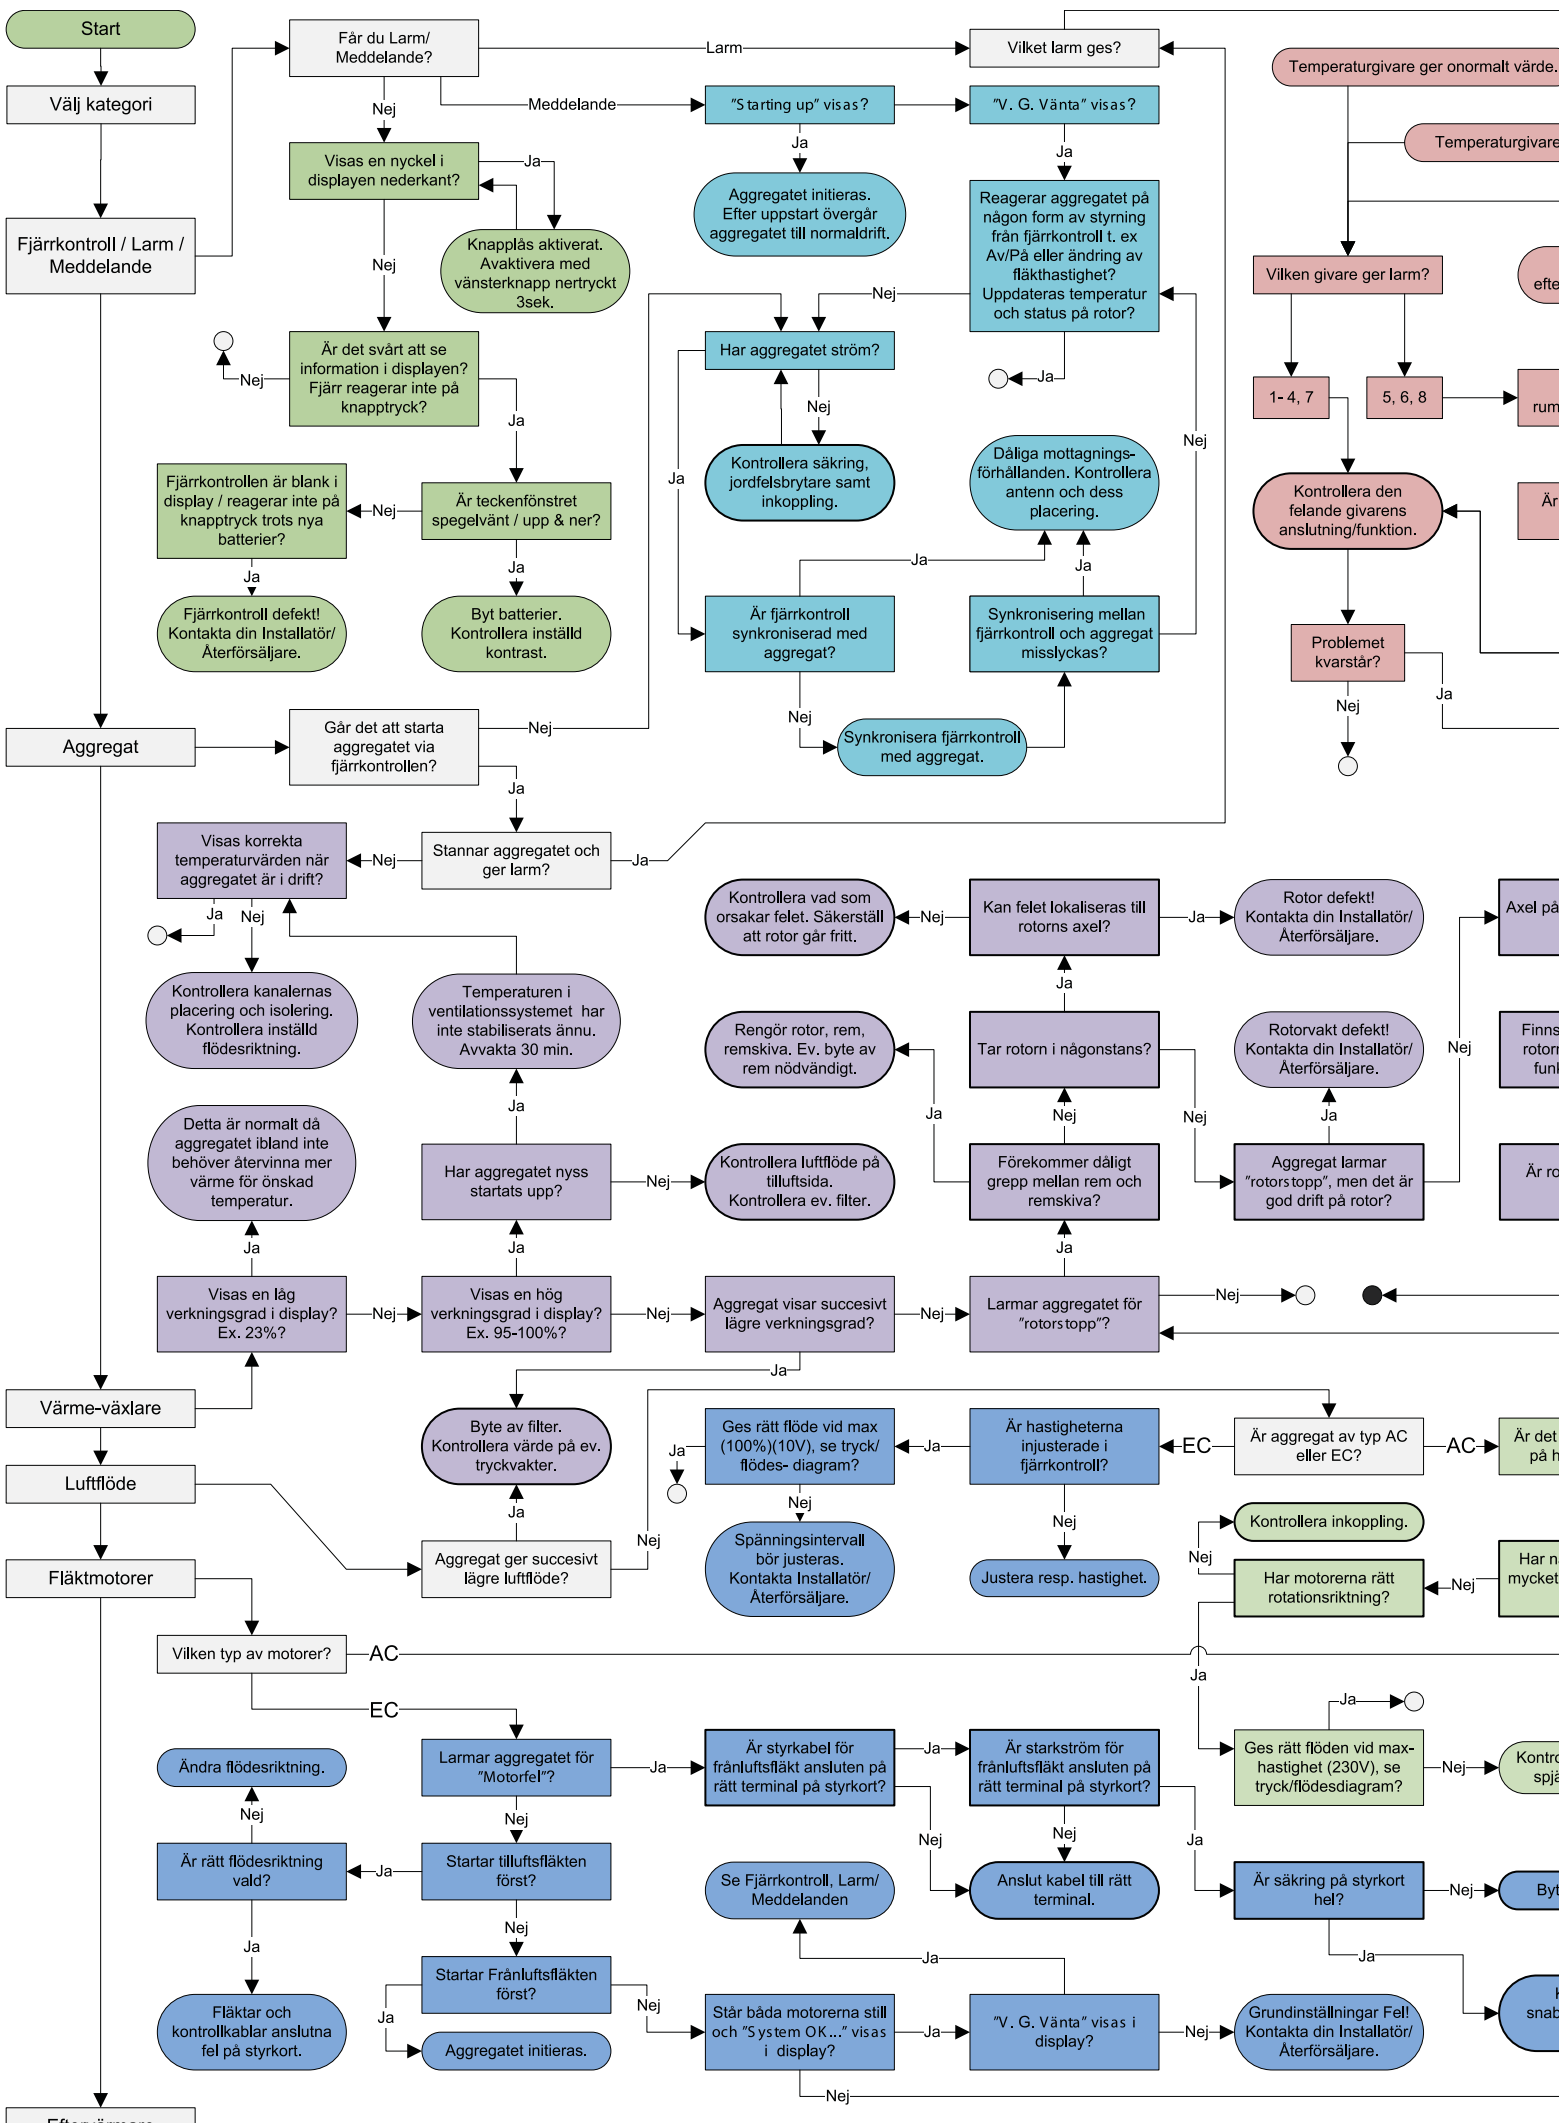 Start
Välj kategori
Fjärrkontroll / Larm /
Meddelande
Får du Larm/
Meddelande?
Larm
Vilket larm ges?
Nej
Meddelande
"Starting up" visas?
"V. G. Vänta" visas?
Ja
Ja
Visas en nyckel i
displayen nederkant?
Ja
Knapplås aktiverat.
Avaktivera med
vänsterknapp nertryckt
3sek.
Nej
Aggregatet initieras.
Efter uppstart övergår
aggregatet till normaldrift.
Reagerar aggregatet på
någon form av styrning
från fjärrkontroll t. ex
Av/På eller ändring av
fläkthastighet?
Uppdateras temperatur
och status på rotor?
Nej
Ja
Är det svårt att se
information i displayen?
Fjärr reagerar inte på
knapptryck?
Nej
Ja
Har aggregatet ström?
Nej
Ja
Kontrollera säkring,
jordfelsbrytare samt
inkoppling.
Dåliga mottagnings-
förhållanden. Kontrollera
antenn och dess
placering.
Nej
Fjärrkontrollen är blank i
display / reagerar inte på
knapptryck trots nya
batterier?
Nej
Är teckenfönstret
spegelvänt / upp & ner?
Ja
Ja
Fjärrkontroll defekt!
Kontakta din Installatör/
Återförsäljare.
Byt batterier.
Kontrollera inställd
kontrast.
Ja
Ja
Är fjärrkontroll
synkroniserad med
aggregat?
Synkronisering mellan
fjärrkontroll och aggregat
misslyckas?
Nej
Synkronisera fjärrkontroll
med aggregat.
Temperaturgivare ger onormalt värde.
Temperaturgivare
Vilken givare ger larm?
efte
1- 4, 7
5, 6, 8
rum
Kontrollera den
felande givarens
anslutning/funktion.
Är
Problemet
kvarstår?
Nej
Ja
Aggregat
Går det att starta
aggregatet via
fjärrkontrollen?
Nej
Ja
Stannar aggregatet och
ger larm?
Nej
Ja
Visas korrekta
temperaturvärden när
aggregatet är i drift?
Ja
Nej
Kontrollera kanalernas
placering och isolering.
Kontrollera inställd
flödesriktning.
Temperaturen i
ventilationssystemet har
inte stabiliserats ännu.
Avvakta 30 min.
Ja
Kontrollera vad som
orsakar felet. Säkerställ
att rotor går fritt.
Nej
Kan felet lokaliseras till
rotorns axel?
Ja
Rotor defekt!
Kontakta din Installatör/
Återförsäljare.
Axel på
Ja
Rengör rotor, rem,
remskiva. Ev. byte av
rem nödvändigt.
Tar rotorn i någonstans?
Rotorvakt defekt!
Kontakta din Installatör/
Återförsäljare.
Nej
Finns
rotorn
funk
Ja
Nej
Nej
Ja
Detta är normalt då
aggregatet ibland inte
behöver återvinna mer
värme för önskad
temperatur.
Har aggregatet nyss
startats upp?
Nej
Kontrollera luftflöde på
tilluftsida.
Kontrollera ev. filter.
Förekommer dåligt
grepp mellan rem och
remskiva?
Aggregat larmar
"rotorstopp", men det är
god drift på rotor?
Är ro
Ja
Ja
Ja
Visas en låg
verkningsgrad i display?
Ex. 23%?
Nej
Visas en hög
verkningsgrad i display?
Ex. 95-100%?
Nej
Aggregat visar succesivt
lägre verkningsgrad?
Nej
Larmar aggregatet för
"rotorstopp"?
Nej
Ja
Värme-växlare
Luftflöde
Fläktmotorer
Byte av filter.
Kontrollera värde på ev.
tryckvakter.
Ja
Aggregat ger succesivt
lägre luftflöde?
Nej
Ja
Ges rätt flöde vid max
(100%)(10V), se tryck/
flödes- diagram?
Ja
Är hastigheterna
injusterade i
fjärrkontroll?
EC
Är aggregat av typ AC
eller EC?
AC
Är det
på h
Nej
Nej
Spänningsintervall
bör justeras.
Kontakta Installatör/
Återförsäljare.
Justera resp. hastighet.
Kontrollera inkoppling.
Nej
Har motorerna rätt
rotationsriktning?
Nej
Har n
mycket
Ja
Vilken typ av motorer?
AC
EC
Ja
Ges rätt flöden vid max-
hastighet (230V), se
tryck/flödesdiagram?
Nej
Kontro
spjä
Ändra flödesriktning.
Nej
Larmar aggregatet för
"Motorfel"?
Ja
Nej
Är styrkabel för
frånluftsfläkt ansluten på
rätt terminal på styrkort?
Ja
Nej
Är starkström för
frånluftsfläkt ansluten på
rätt terminal på styrkort?
Nej
Ja
Är rätt flödesriktning
vald?
Ja
Startar tilluftsfläkten
först?
Se Fjärrkontroll, Larm/
Meddelanden
Anslut kabel till rätt
terminal.
Är säkring på styrkort
hel?
Nej
Byt
Ja
Nej
Ja
Ja
Fläktar och
kontrollkablar anslutna
fel på styrkort.
Startar Frånluftsfläkten
först?
Ja
Nej
Aggregatet initieras.
Står båda motorerna still
och "System OK..." visas
i display?
Ja
"V. G. Vänta" visas i
display?
Nej
Grundinställningar Fel!
Kontakta din Installatör/
Återförsäljare.
snab
Nej